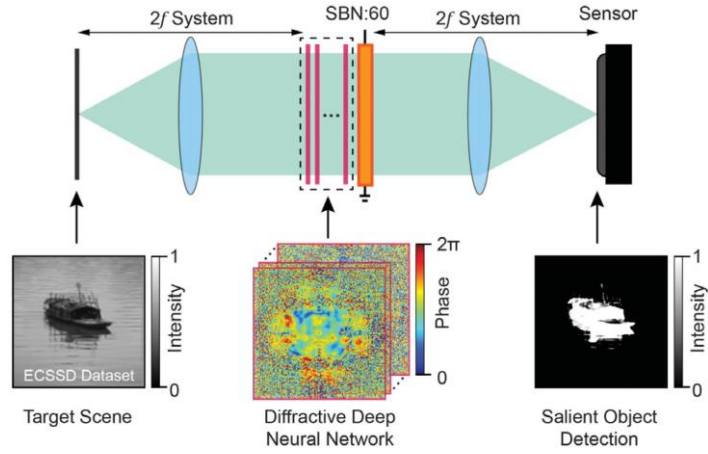 2f System
SBN:60
2f System
Sensor
...
1
Intensity
0
ECSSD Dataset
Target Scene
2π
Phase
0
Diffractive Deep
Neural Network
1
Intensity
0
Salient Object
Detection